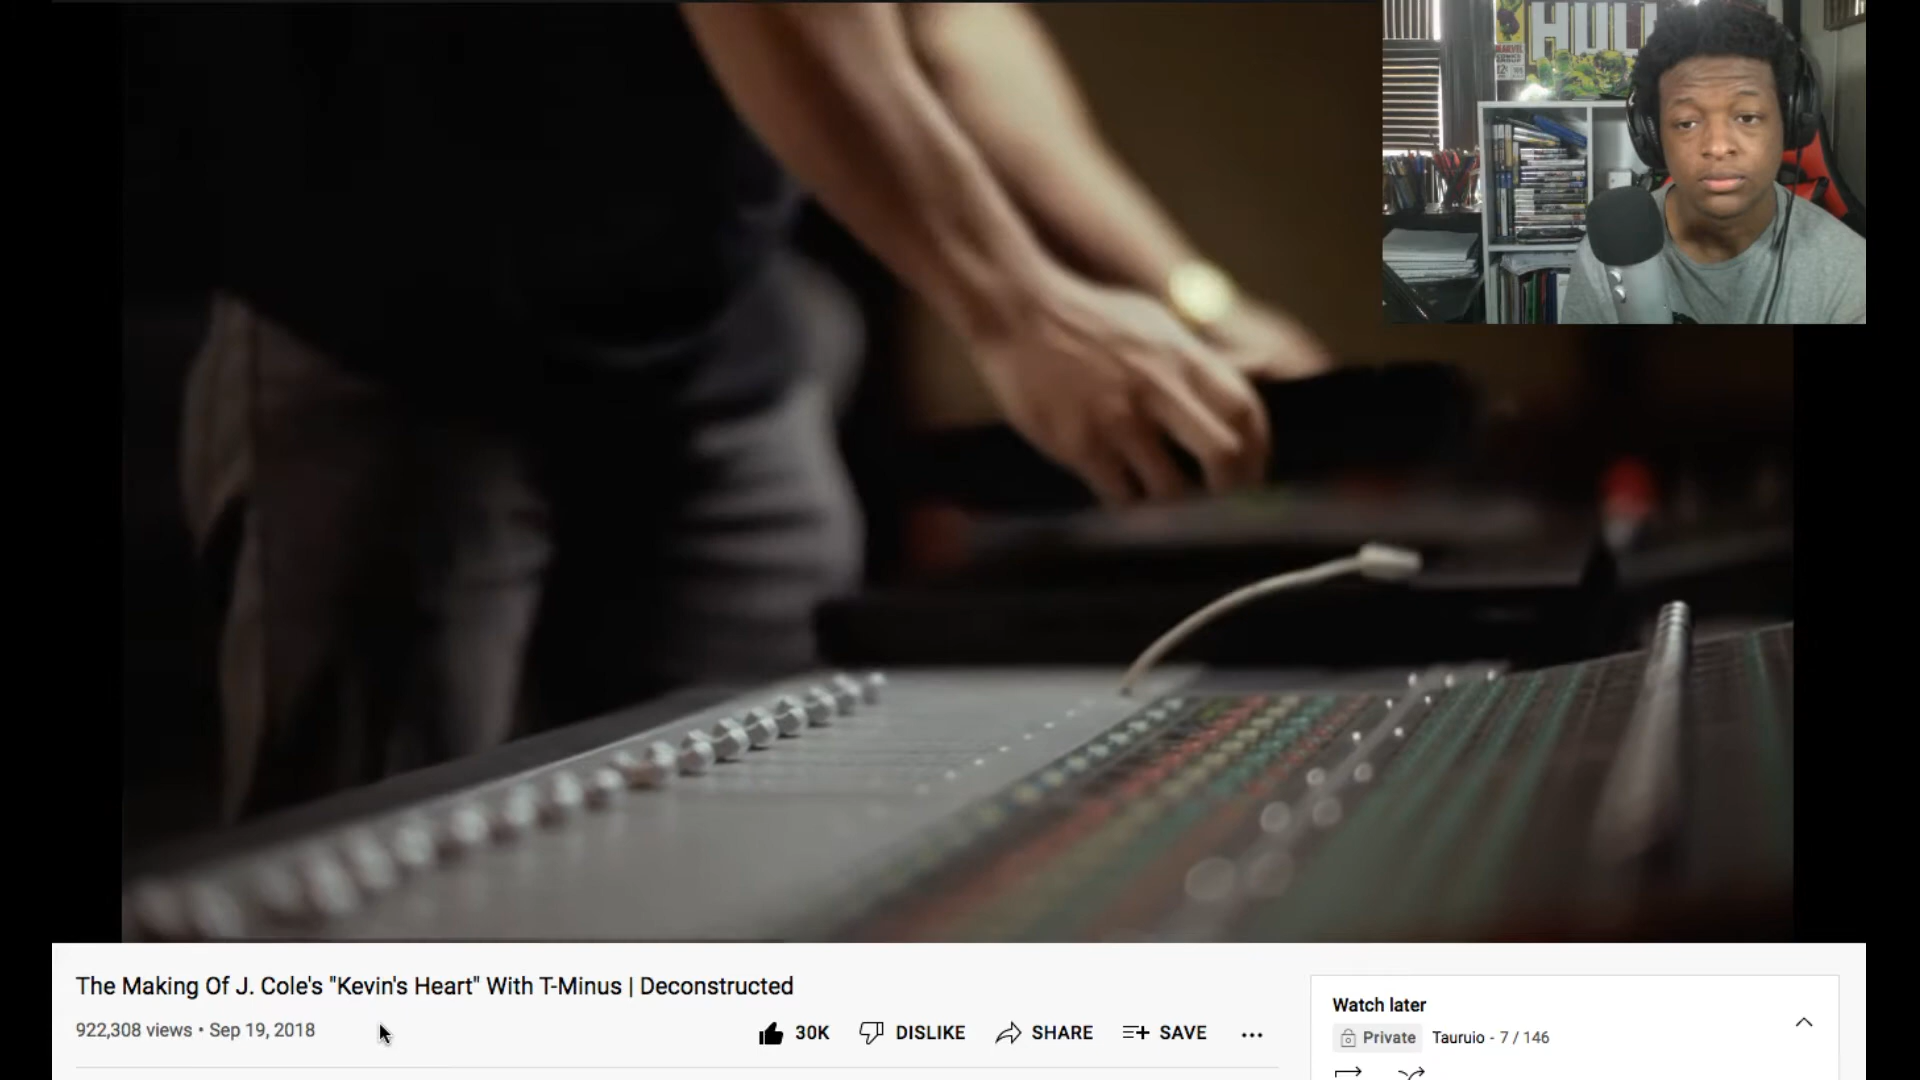 HULK
MARVEL
The Making Of J. Cole's "Kevin's Heart" With T-Minus | Deconstructed
922,308 views • Sep 19, 2018
30K
DISLIKE
SHARE
SAVE
Watch later
Private
Tauruio - 7 / 146